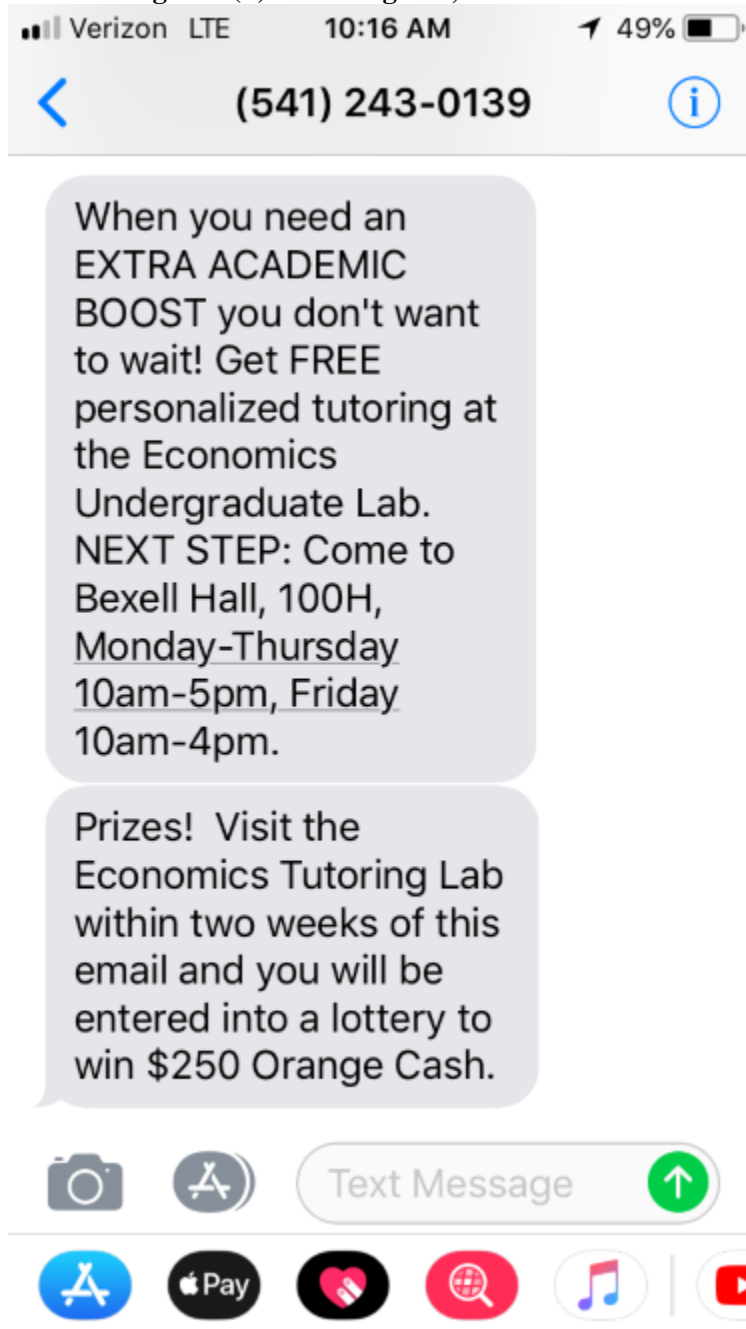 Verizon LTE 10:16 AM 49%
(541) 243-0139
When you need an
EXTRA ACADEMIC
BOOST you don't want
to wait! Get FREE
personalized tutoring at
the Economics
Undergraduate Lab.
NEXT STEP: Come to
Bexell Hall, 100H,
Monday-Thursday
10am-5pm, Friday
10am-4pm.
Prizes!  Visit the
Economics Tutoring Lab
within two weeks of this
email and you will be
entered into a lottery to
win $250 Orange Cash.
Text Message
Pay